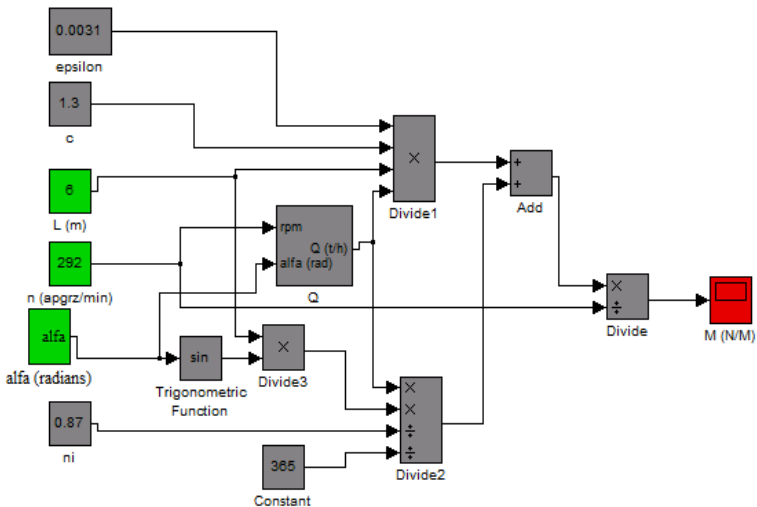 0.0031
epsilon
1.3
c
×
Divide1
6
L (m)
+
+
Add
rpm
Q (t/h)
alfa (rad)
Q
292
n (apgrz/min)
×
÷
Divide
M (N/M)
alfa
alfa (radians)
sin
Trigonometric
Function
×
Divide3
×
×
÷
÷
Divide2
0.87
ni
365
Constant